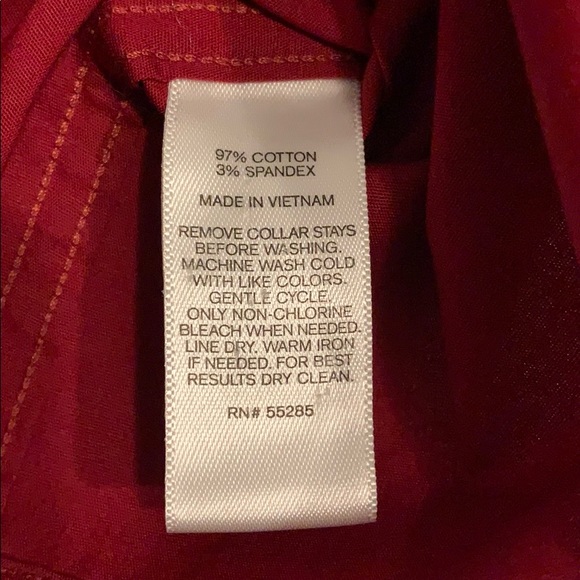 97% COTTON
3% SPANDEX
MADE IN VIETNAM
REMOVE COLLAR STAYS
BEFORE WASHING.
MACHINE WASH COLD
WITH LIKE COLORS.
GENTLE CYCLE.
ONLY NON-CHLORINE
BLEACH WHEN NEEDED.
LINE DRY. WARM IRON
IF NEEDED. FOR BEST
RESULTS DRY CLEAN.
RN# 55285